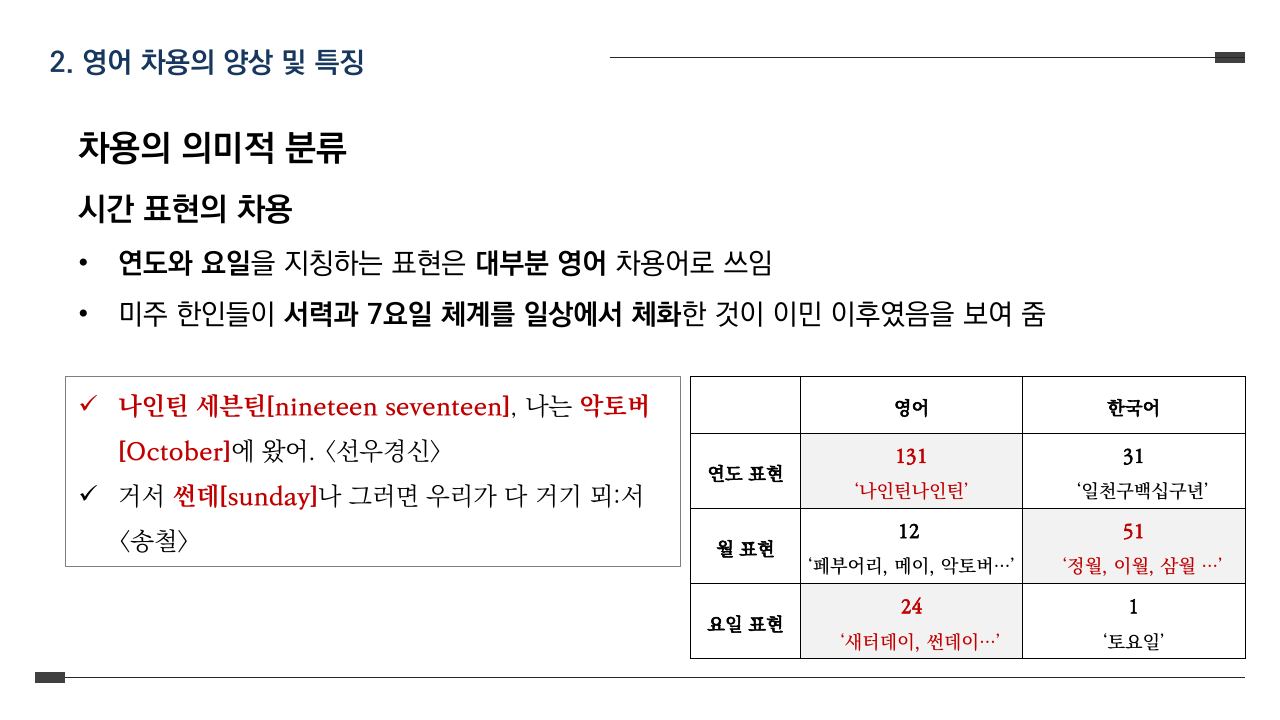 2. 영어 차용의 양상 및 특징
차용의 의미적 분류
시간 표현의 차용
• 연도와 요일을 지칭하는 표현은 대부분 영어 차용어로 쓰임
• 미주 한인들이 서력과 7요일 체계를 일상에서 체화한 것이 이민 이후였음을 보여 줌
✓ 나인틴 세븐틴[nineteen seventeen], 나는 악토버
[October]에 왔어. 〈선우경신〉
✓ 거서 썬데[sunday]나 그러면 우리가 다 거기 뫼:서
〈송철〉
영어 한국어
연도 표현 131 31
‘나인틴나인틴’ ‘일천구백십구년’
월 표현 12 51
‘페부어리, 메이, 악토버…’ ‘정월, 이월, 삼월 …’
요일 표현 24 1
‘새터데이, 썬데이…’ ‘토요일’